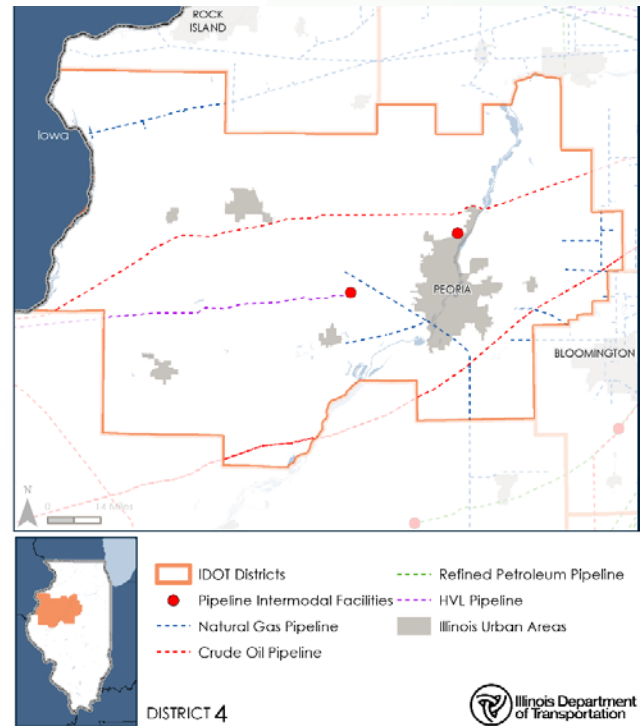 ROCK
ISLAND
Iowa
PEORIA
BLOOMINGTON
N
0 14 Miles
IDOT Districts
Pipeline Intermodal Facilities
Natural Gas Pipeline
Crude Oil Pipeline
Refined Petroleum Pipeline
HVL Pipeline
Illinois Urban Areas
DISTRICT 4
Illinois Department
of Transportation